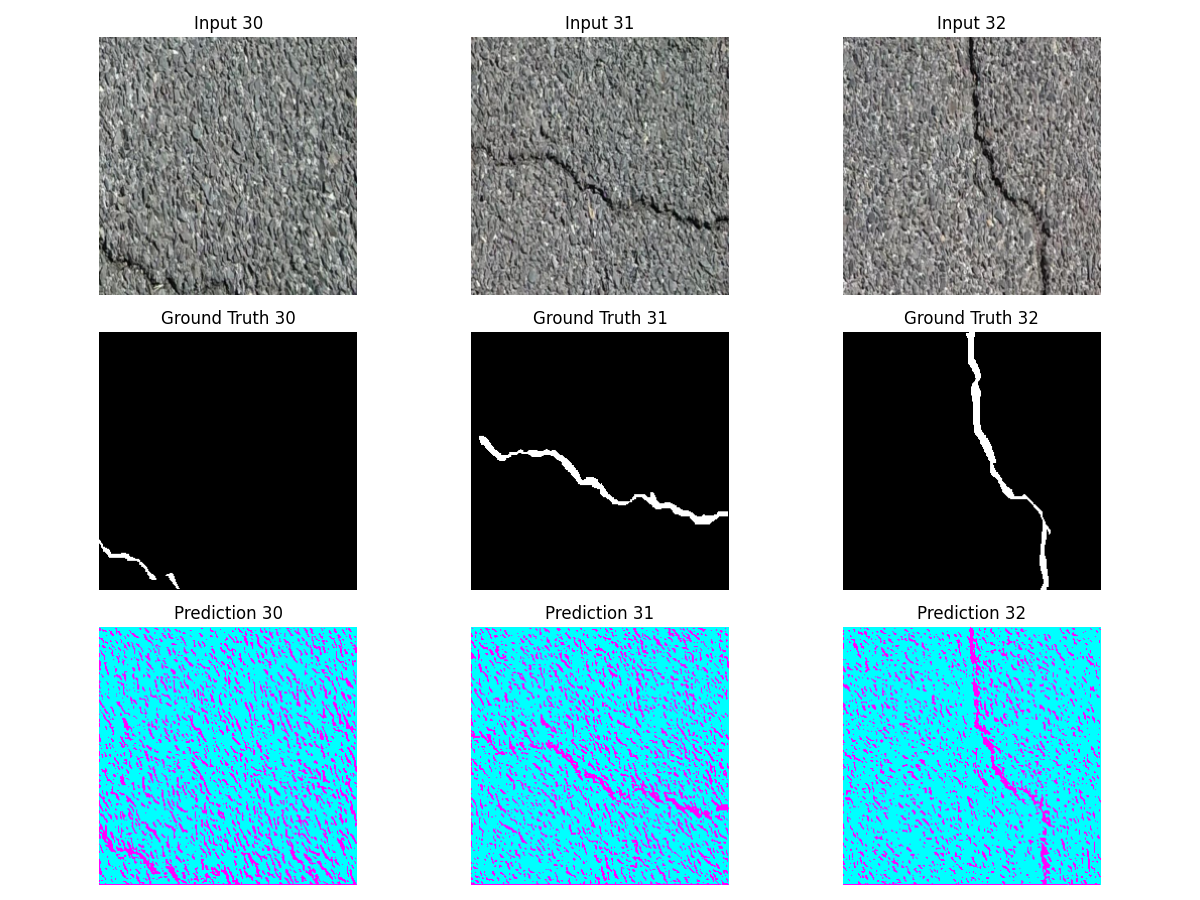 Input 30
Input 31
Input 32
Ground Truth 30
Ground Truth 31
Ground Truth 32
Prediction 30
Prediction 31
Prediction 32